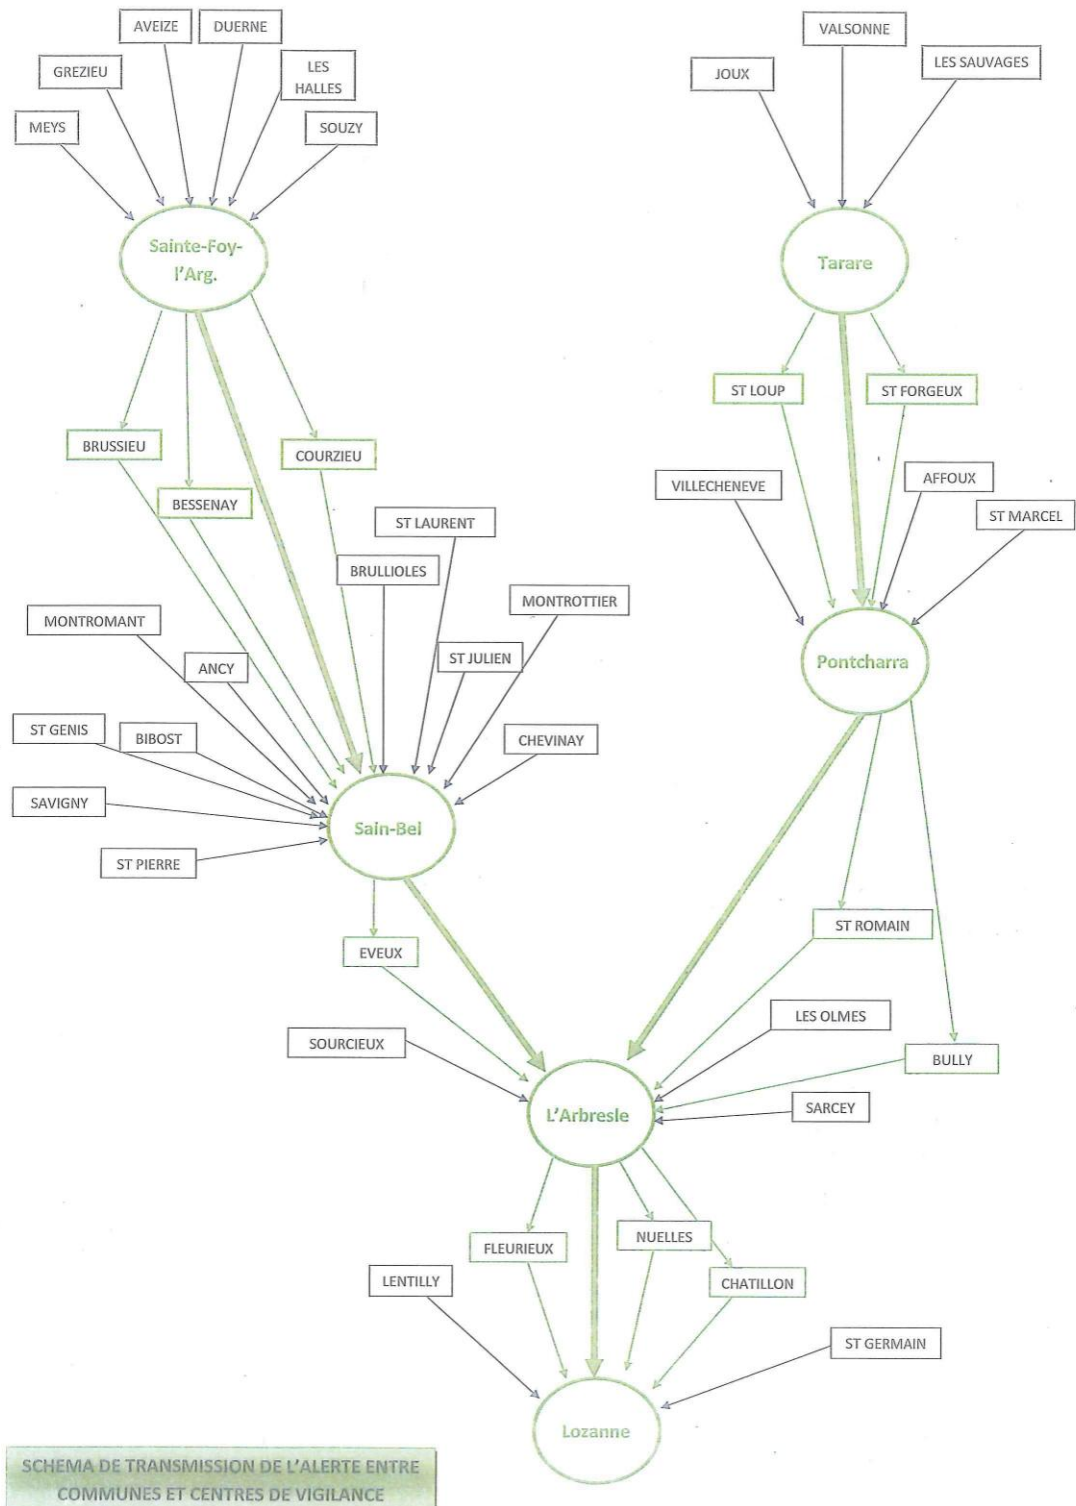 AVEIZE
DUERNE
VALSONNE
GREZIEU
LES
HALLES
JOUX
LES SAUVAGES
MEYS
SOUZY
Sainte-Foy-
l'Arg.
Tarare
ST LOUP
ST FORGEUX
BRUSSIEU
COURZIEU
BESSENAY
VILLECHENEVE
AFFOUX
ST MARCEL
ST LAURENT
BRULLIOLES
MONTROTTIER
MONTROMANT
ANCY
ST JULIEN
Pontcharra
ST GENIS
BIBOST
CHEVINAY
SAVIGNY
Sain-Bel
ST PIERRE
ST ROMAIN
EVEUX
LES OLMES
SOURCIEUX
BULLY
L'Arbresle
SARCEY
FLEURIEUX
NUELLES
LENTILLY
CHATILLON
ST GERMAIN
Lozanne
SCHEMA DE TRANSMISSION DE L'ALERTE ENTRE
COMMUNES ET CENTRES DE VIGILANCE